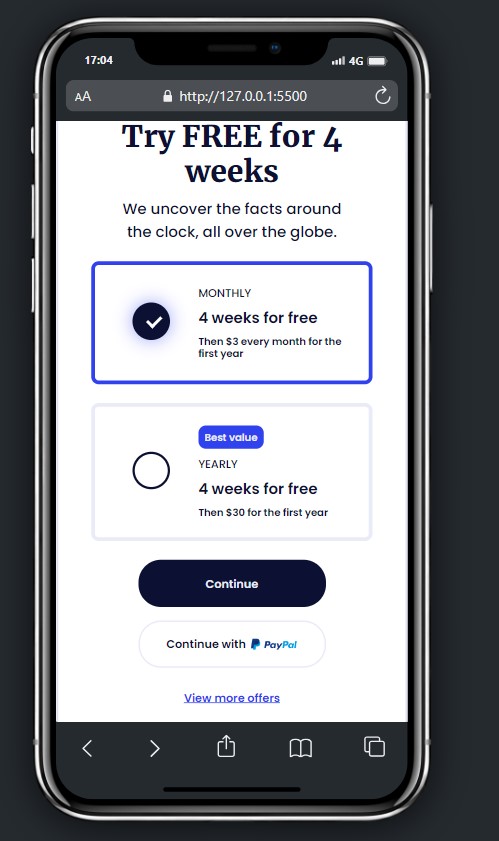 17:04
4G
AA http://127.0.0.1:5500
Try FREE for 4
weeks
We uncover the facts around
the clock, all over the globe.
MONTHLY
4 weeks for free
Then $3 every month for the
first year
Best value
YEARLY
4 weeks for free
Then $30 for the first year
Continue
Continue with PayPal
View more offers